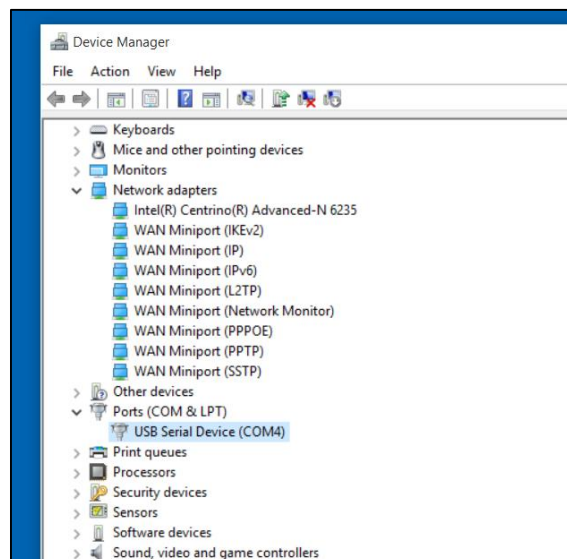 Device Manager
File Action View Help
Keyboards
Mice and other pointing devices
Monitors
Network adapters
Intel(R) Centrino(R) Advanced-N 6235
WAN Miniport (IKEv2)
WAN Miniport (IP)
WAN Miniport (IPv6)
WAN Miniport (L2TP)
WAN Miniport (Network Monitor)
WAN Miniport (PPPOE)
WAN Miniport (PPTP)
WAN Miniport (SSTP)
Other devices
Ports (COM & LPT)
USB Serial Device (COM4)
Print queues
Processors
Security devices
Sensors
Software devices
Sound, video and game controllers